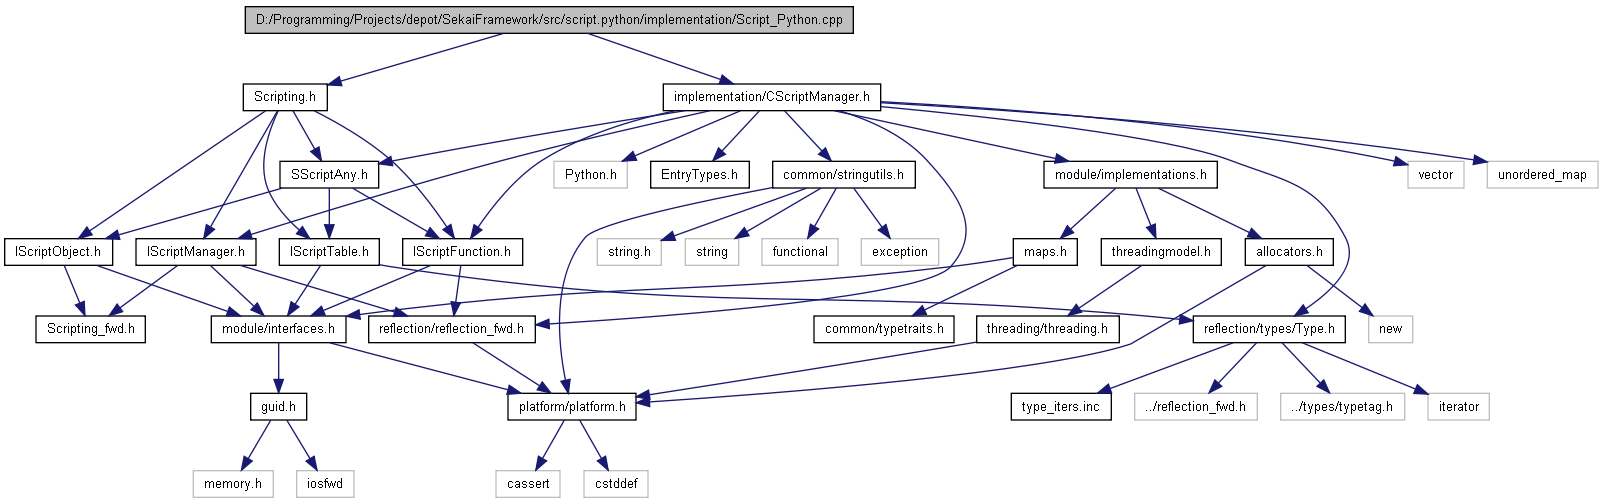 D:/Programming/Projects/depot/SekaiFramework/src/script.python/implementation/Script_Python.cpp
Scripting.h
implementation/CScriptManager.h
SScriptAny.h
Python.h
EntryTypes.h
common/stringutils.h
module/implementations.h
vector
unordered_map
IScriptObject.h
IScriptManager.h
IScriptTable.h
IScriptFunction.h
string.h
string
functional
exception
maps.h
threadingmodel.h
allocators.h
Scripting_fwd.h
module/interfaces.h
reflection/reflection_fwd.h
common/typetraits.h
threading/threading.h
reflection/types/Type.h
new
guid.h
platform/platform.h
type_iters.inc
../reflection_fwd.h
../types/typetag.h
iterator
memory.h
iosfwd
cassert
cstddef